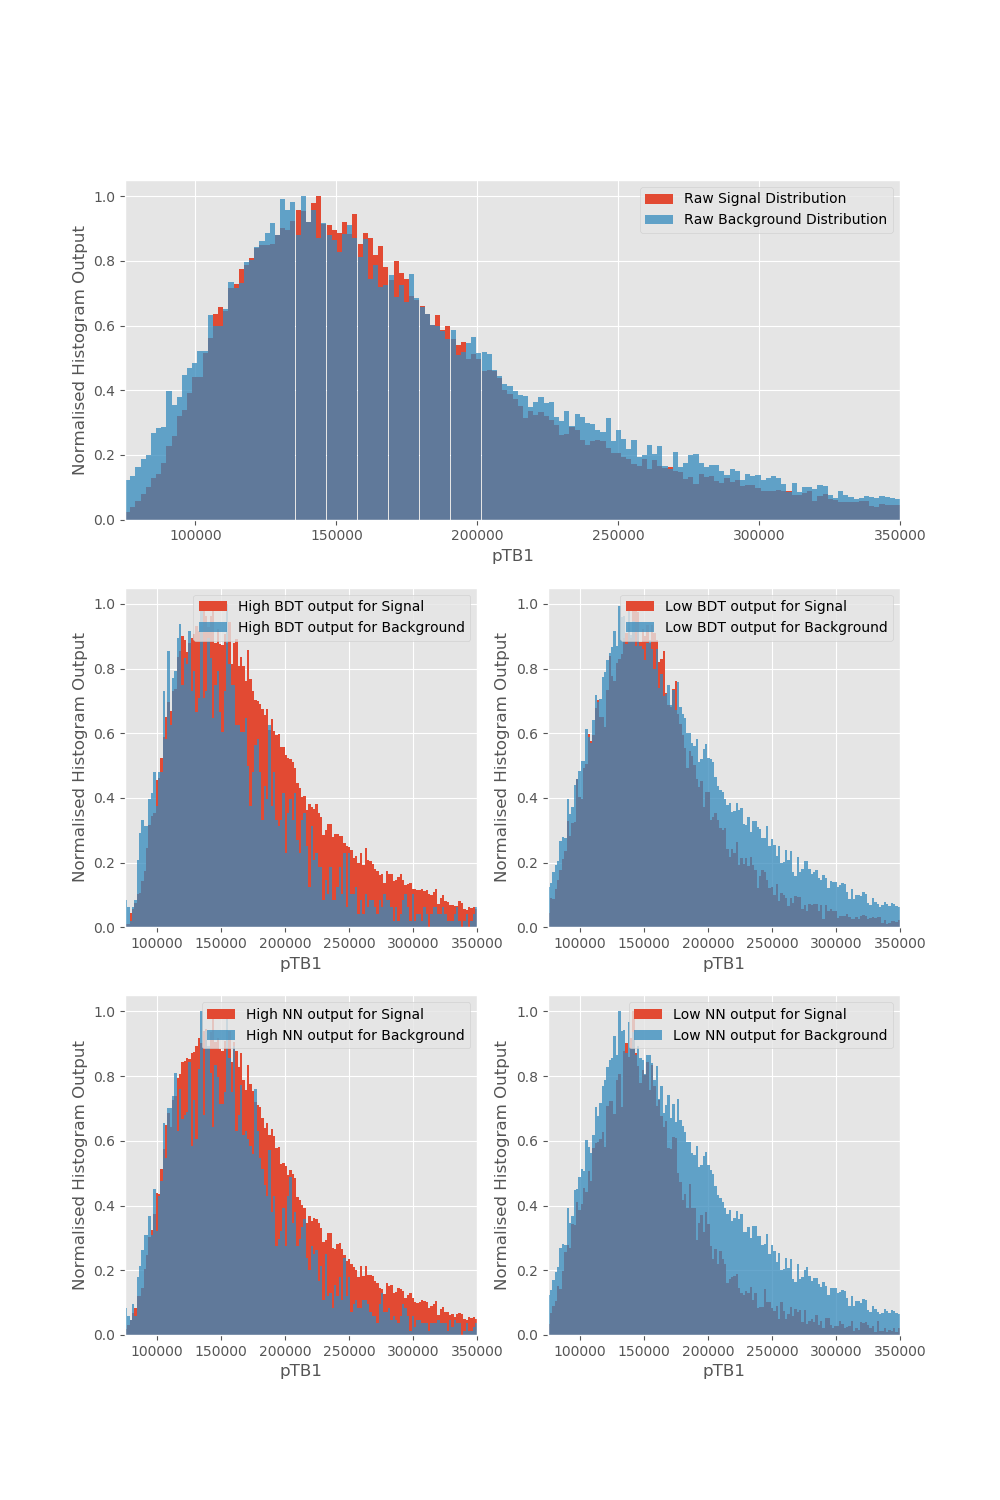 Normalised Histogram Output
1.0
0.8
0.6
0.4
0.2
0.0
Raw Signal Distribution
Raw Background Distribution
100000 150000 200000 250000 300000 350000
pTB1
Normalised Histogram Output
1.0
0.8
0.6
0.4
0.2
0.0
High BDT output for Signal
High BDT output for Background
100000 150000 200000 250000 300000 350000
pTB1
Normalised Histogram Output
1.0
0.8
0.6
0.4
0.2
0.0
Low BDT output for Signal
Low BDT output for Background
100000 150000 200000 250000 300000 350000
pTB1
Normalised Histogram Output
1.0
0.8
0.6
0.4
0.2
0.0
High NN output for Signal
High NN output for Background
100000 150000 200000 250000 300000 350000
pTB1
Normalised Histogram Output
1.0
0.8
0.6
0.4
0.2
0.0
Low NN output for Signal
Low NN output for Background
100000 150000 200000 250000 300000 350000
pTB1